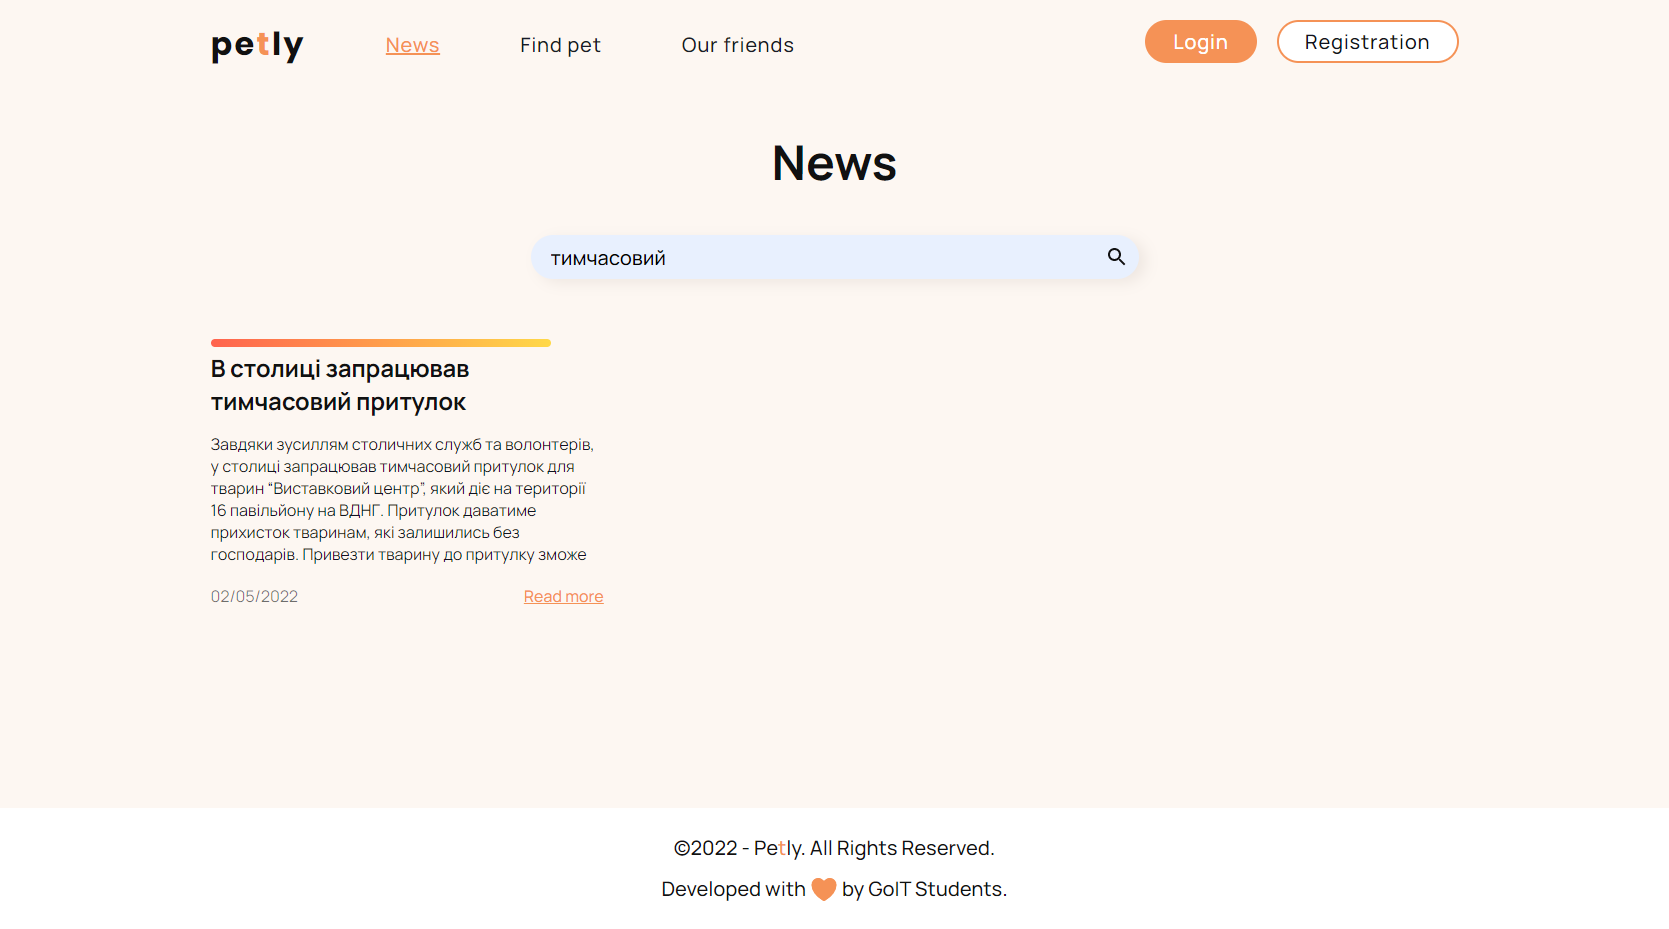 petly News Find pet Our friends Login Registration
News
тимчасовий
В столиці запрацював
тимчасовий притулок
Завдяки зусиллям столичних служб та волонтерів,
у столиці запрацював тимчасовий притулок для
тварин “Виставковий центр”, який діє на території
16 павільйону на ВДНГ. Притулок даватиме
прихисток тваринам, які залишились без
господарів. Привезти тварину до притулку зможе
02/05/2022 Read more
©2022 - Petly. All Rights Reserved.
Developed with by GoIT Students.